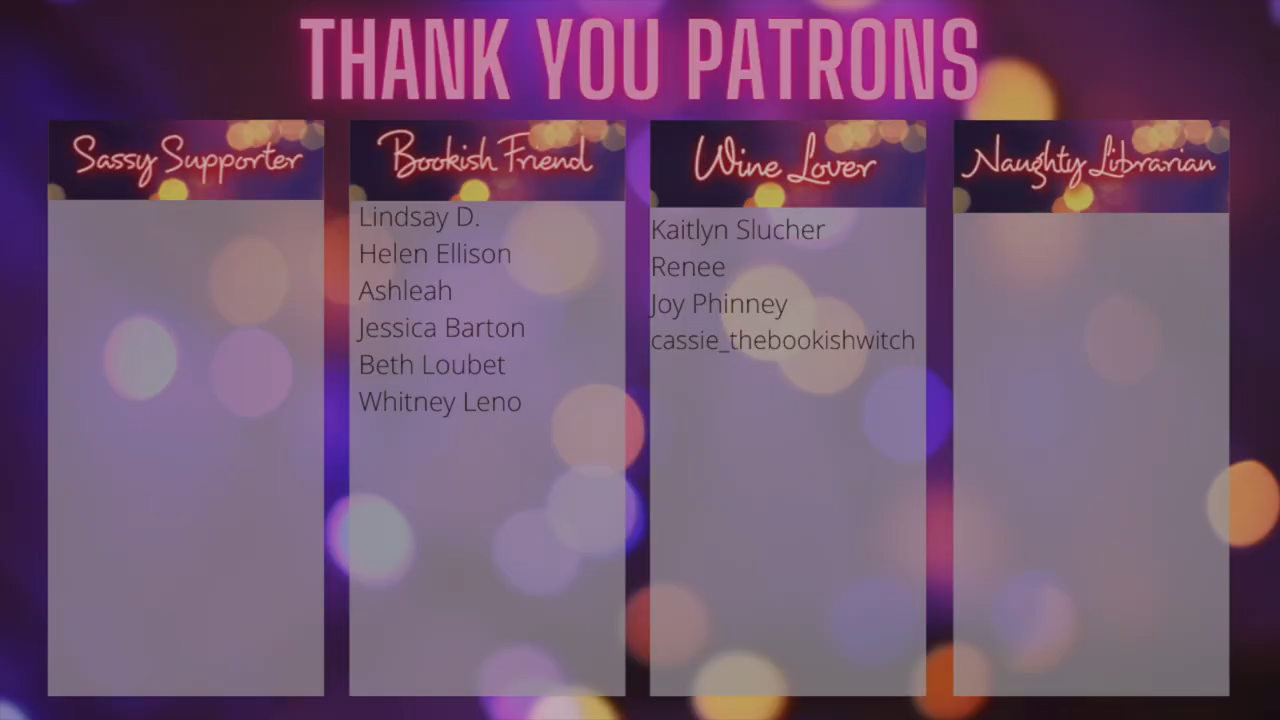 THANK YOU PATRONS
Sassy Supporter
Bookish Friend
Lindsay D.
Helen Ellison
Ashleah
Jessica Barton
Beth Loubet
Whitney Leno
Wine Lover
Kaitlyn Slucher
Renee
Joy Phinney
cassie_thebookishwitch
Naughty Librarian